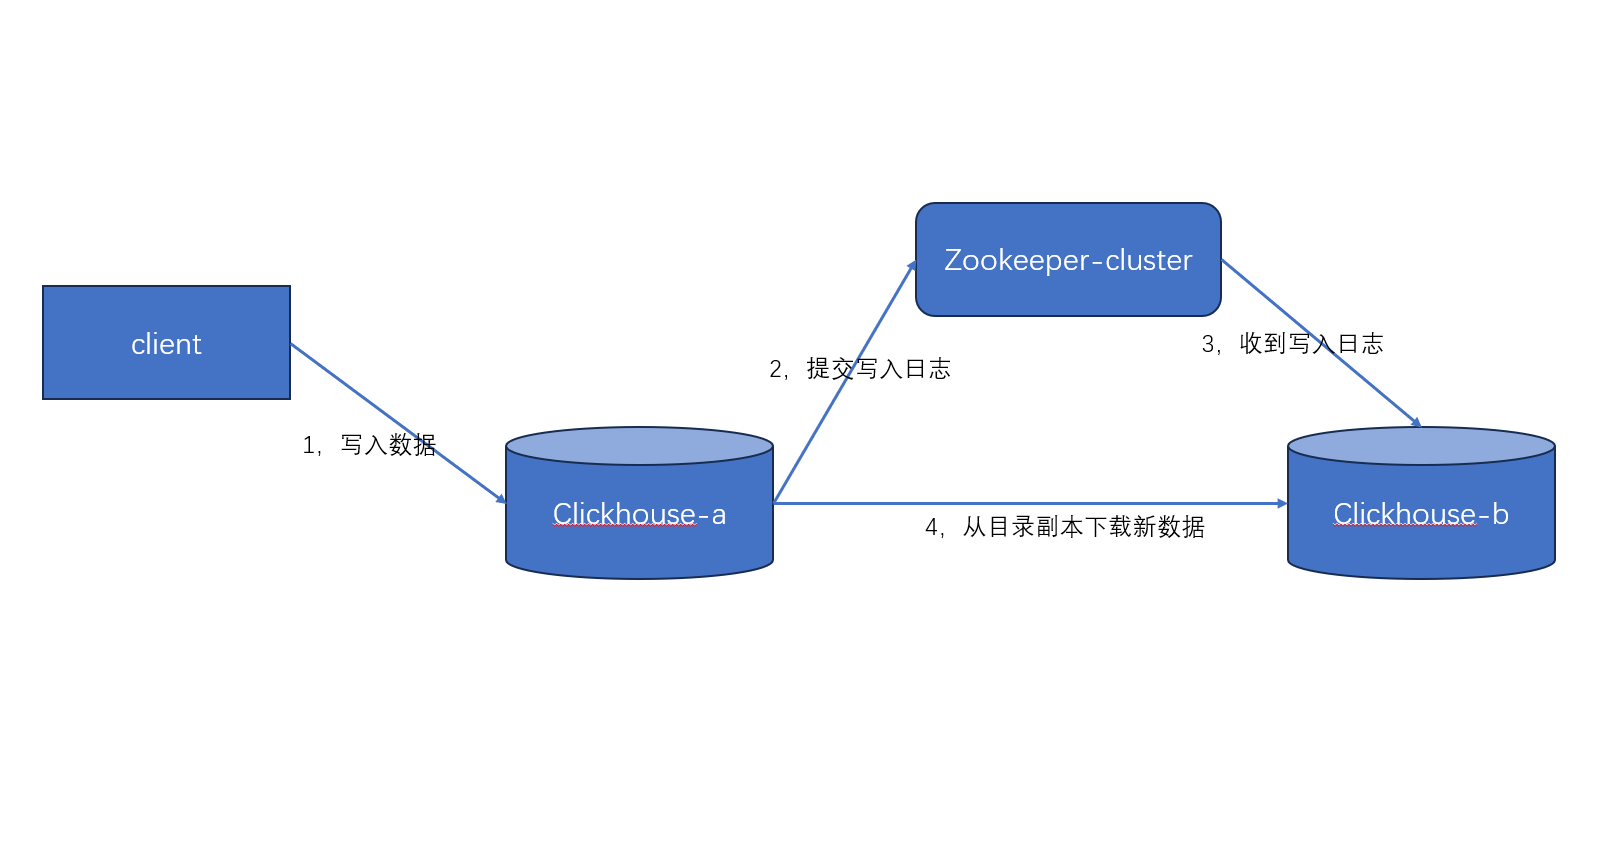 Zookeeper-cluster
client
3，收到写入日志
2，提交写入日志
1，写入数据
Clickhouse-a
Clickhouse-b
4，从目录副本下载新数据